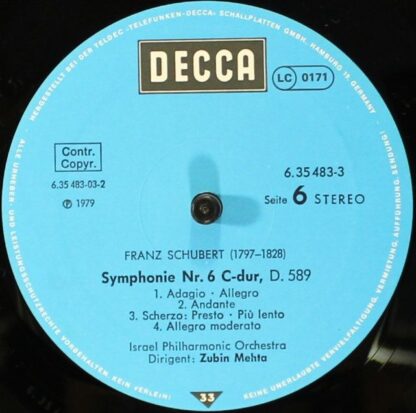 HERGESTELLT BEI DER TELDEC »TELEFUNKEN-DECCA« SCHALLPLATTEN GMBH, HAMBURG 19, GERMANY
DECCA
LC 0171
Contr.
Copyr.
6.35 483-03-2
Ⓟ 1979
6.35 483-3
Seite 6 STEREO
FRANZ SCHUBERT (1797–1828)
Symphonie Nr. 6 C-dur, D. 589
1. Adagio · Allegro
2. Andante
3. Scherzo: Presto · Più lento
4. Allegro moderato
Israel Philharmonic Orchestra
Dirigent: Zubin Mehta
33
ALLE URHEBER- UND LEISTUNGSSCHUTZRECHTE VORBEHALTEN. KEIN VERLEIH!
KEINE UNERLAUBTE VERVIELFÄLTIGUNG, VERMIETUNG, AUFFÜHRUNG, SENDUNG!